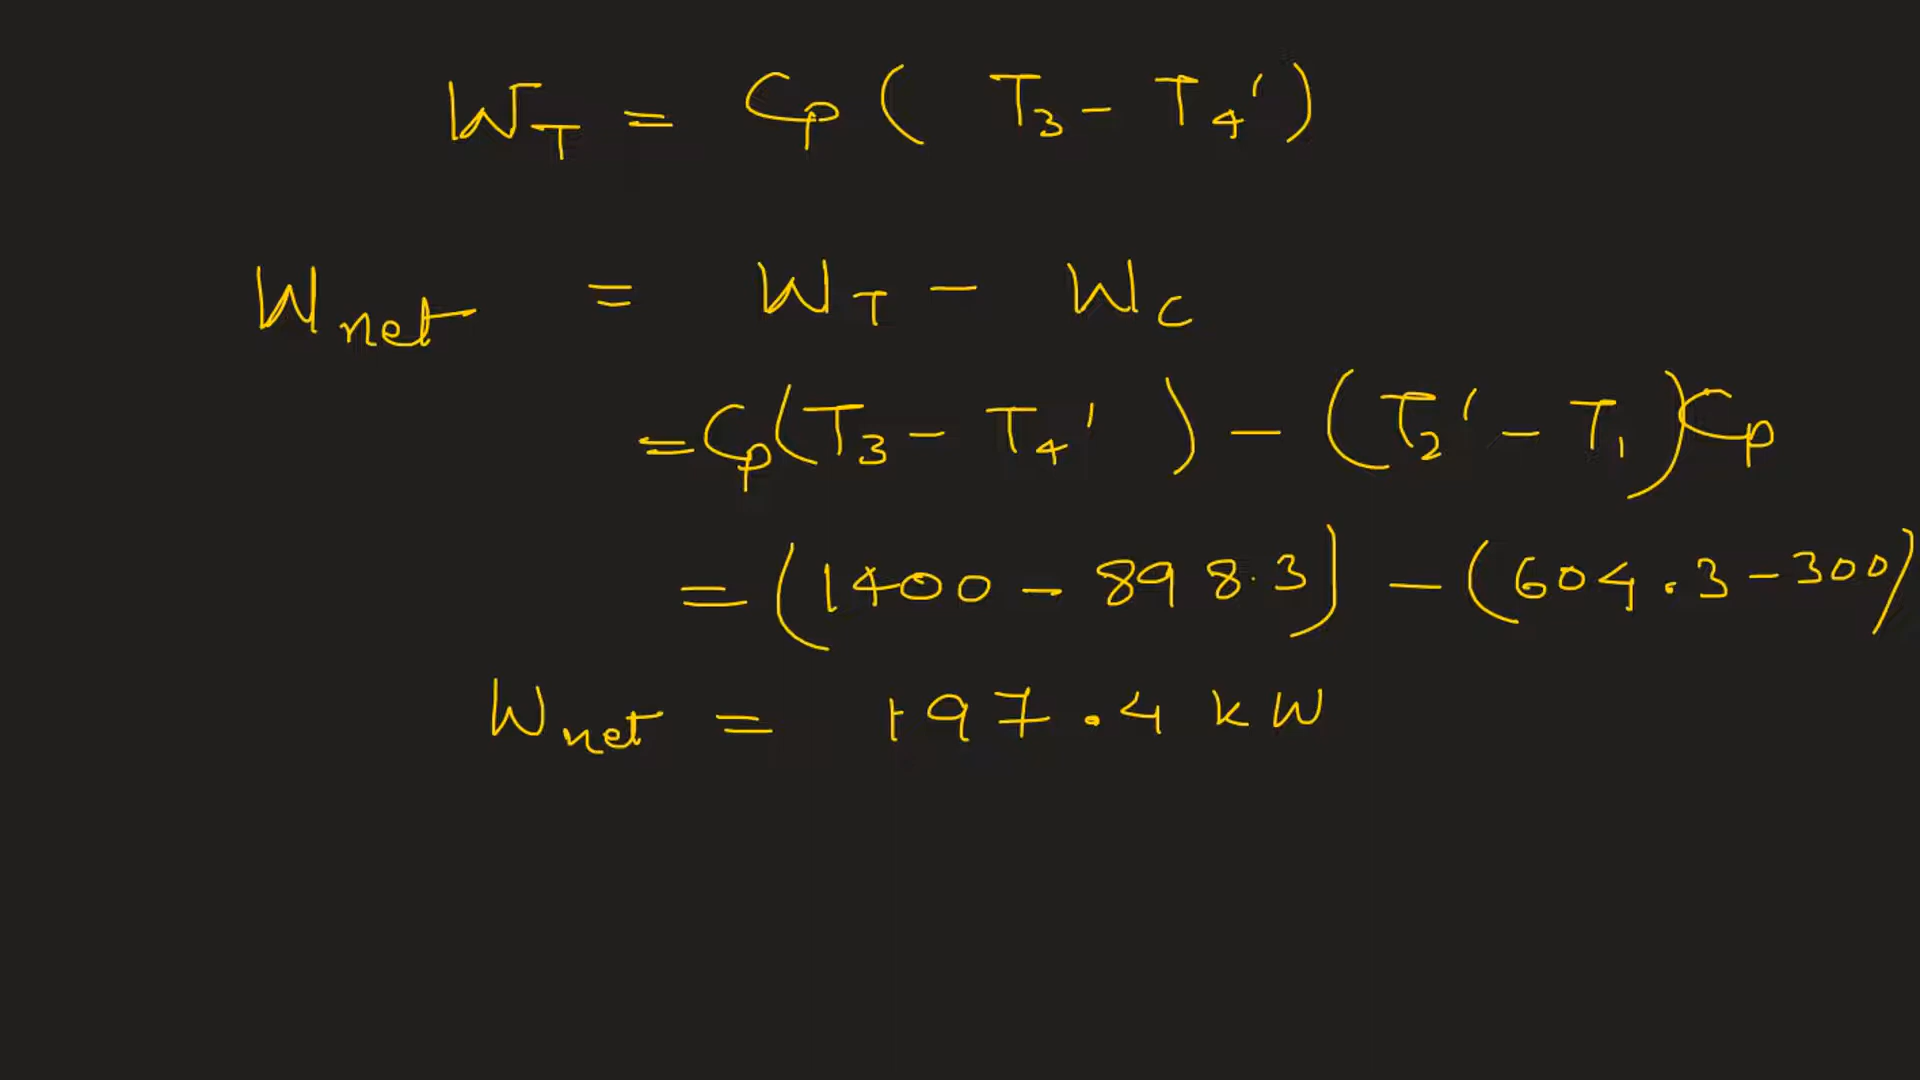 W_T = Cp ( T_3 - T_4' )
W_net = W_T - W_C
= Cp(T_3 - T_4' ) - (T_2' - T_1)Cp
= (1400 - 898.3) - (604.3 - 300)
W_net = 197.4 kW